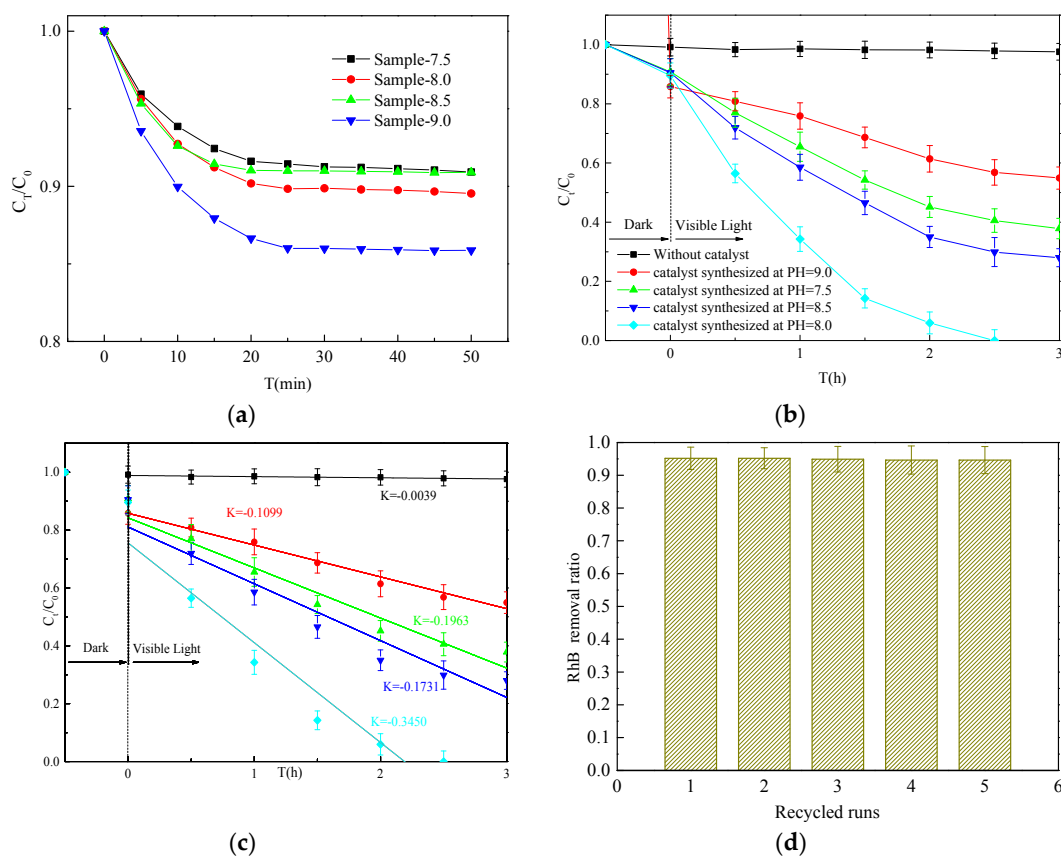 1.0
0.9
0.8
C_T/C_0
Sample-7.5
Sample-8.0
Sample-8.5
Sample-9.0
0 10 20 30 40 50
T(min)
(a)
1.0
0.8
0.6
0.4
0.2
0.0
C_t/C_0
Dark Visible Light
Without catalyst
catalyst synthesized at PH=9.0
catalyst synthesized at PH=7.5
catalyst synthesized at PH=8.5
catalyst synthesized at PH=8.0
0 1 2 3
T(h)
(b)
1.0
0.8
0.6
0.4
0.2
0.0
C_t/C_0
K=-0.0039
K=-0.1099
K=-0.1963
K=-0.1731
K=-0.3450
Dark Visible Light
0 1 2 3
T(h)
(c)
1.0
0.9
0.8
0.7
0.6
0.5
0.4
0.3
0.2
0.1
0.0
RhB removal ratio
0 1 2 3 4 5 6
Recycled runs
(d)